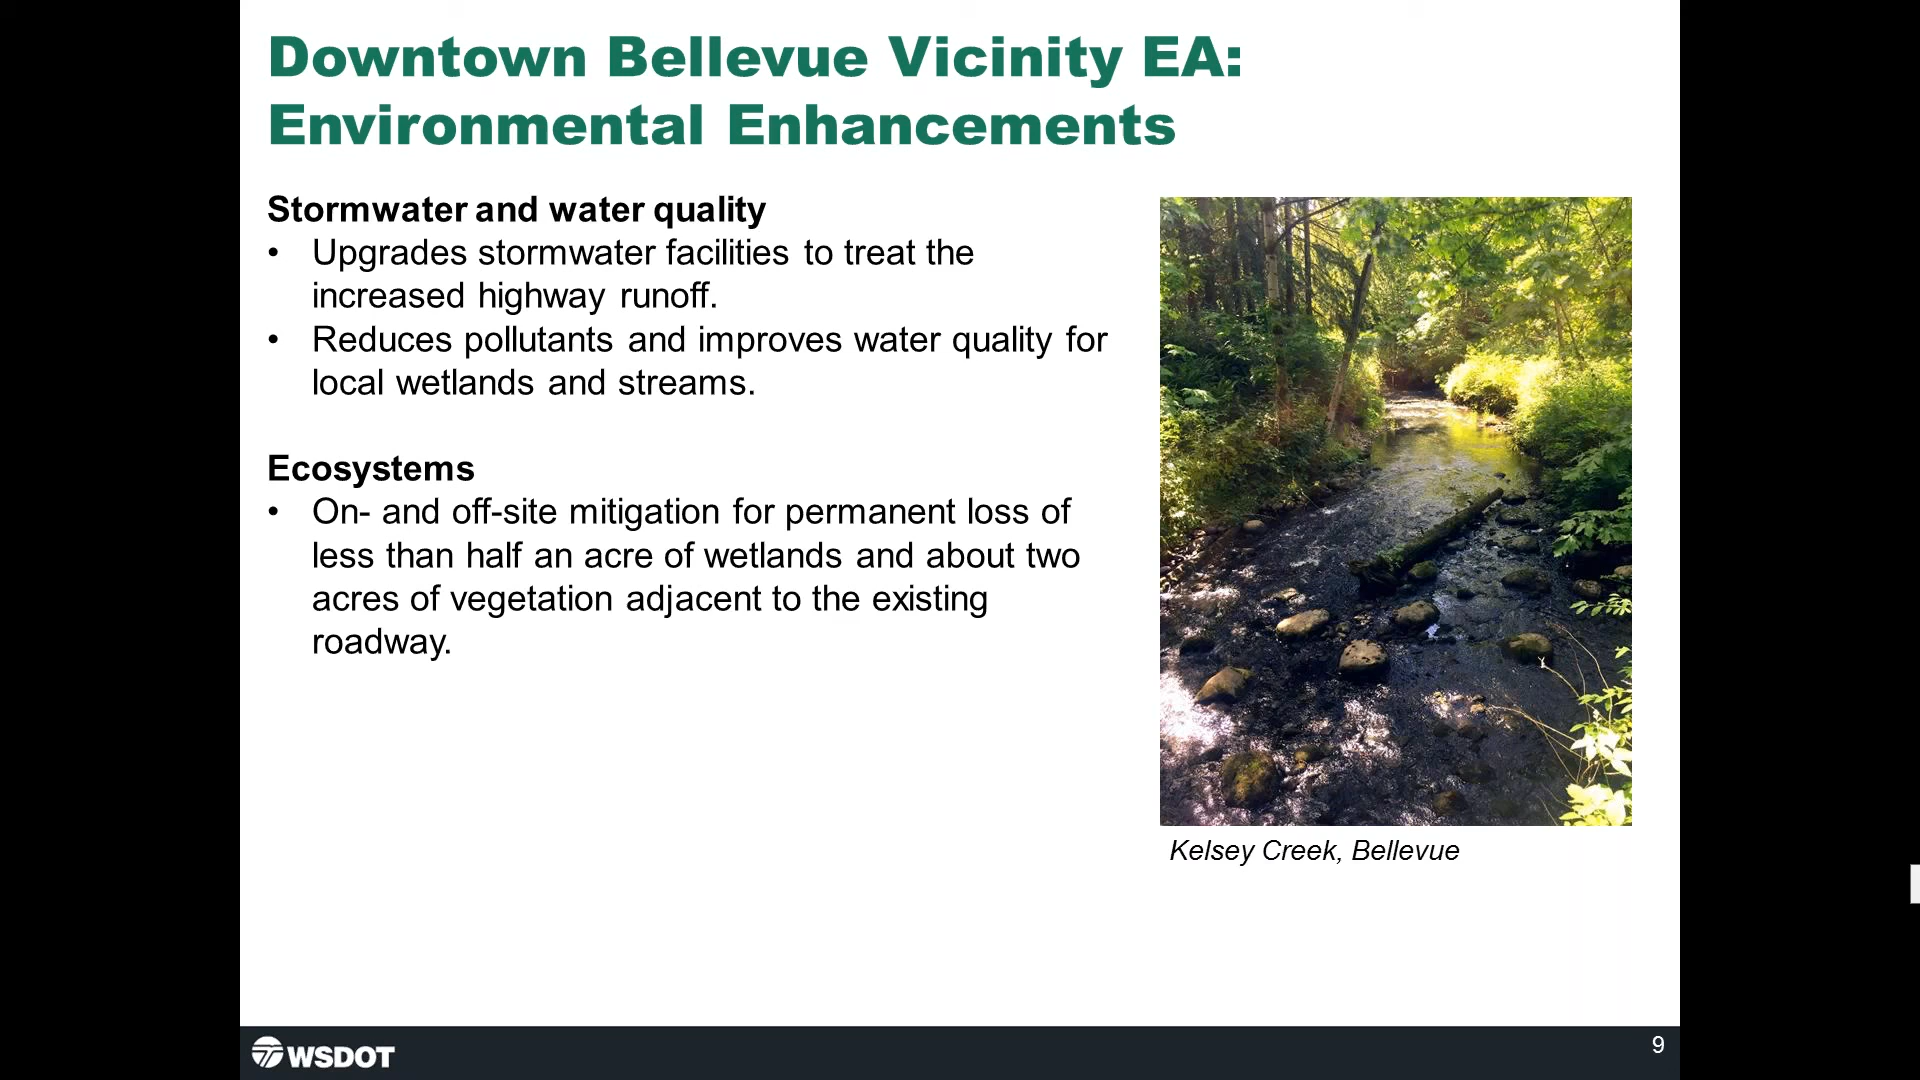 Downtown Bellevue Vicinity EA:
Environmental Enhancements
Stormwater and water quality
• Upgrades stormwater facilities to treat the
increased highway runoff.
• Reduces pollutants and improves water quality for
local wetlands and streams.
Ecosystems
• On- and off-site mitigation for permanent loss of
less than half an acre of wetlands and about two
acres of vegetation adjacent to the existing
roadway.
Kelsey Creek, Bellevue
WSDOT
9